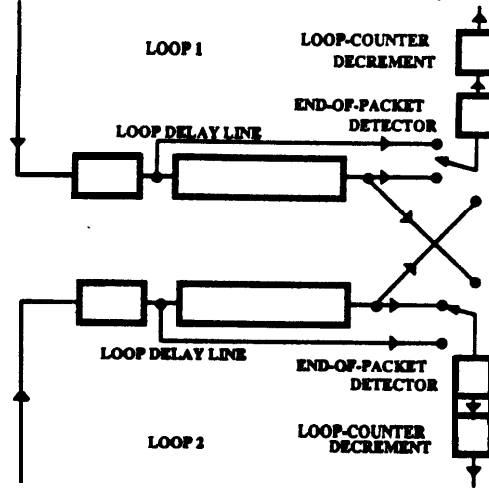 LOOP 1
LOOP-COUNTER
DECREMENT
END-OF-PACKET
DETECTOR
LOOP DELAY LINE
LOOP DELAY LINE
END-OF-PACKET
DETECTOR
LOOP 2
LOOP-COUNTER
DECREMENT